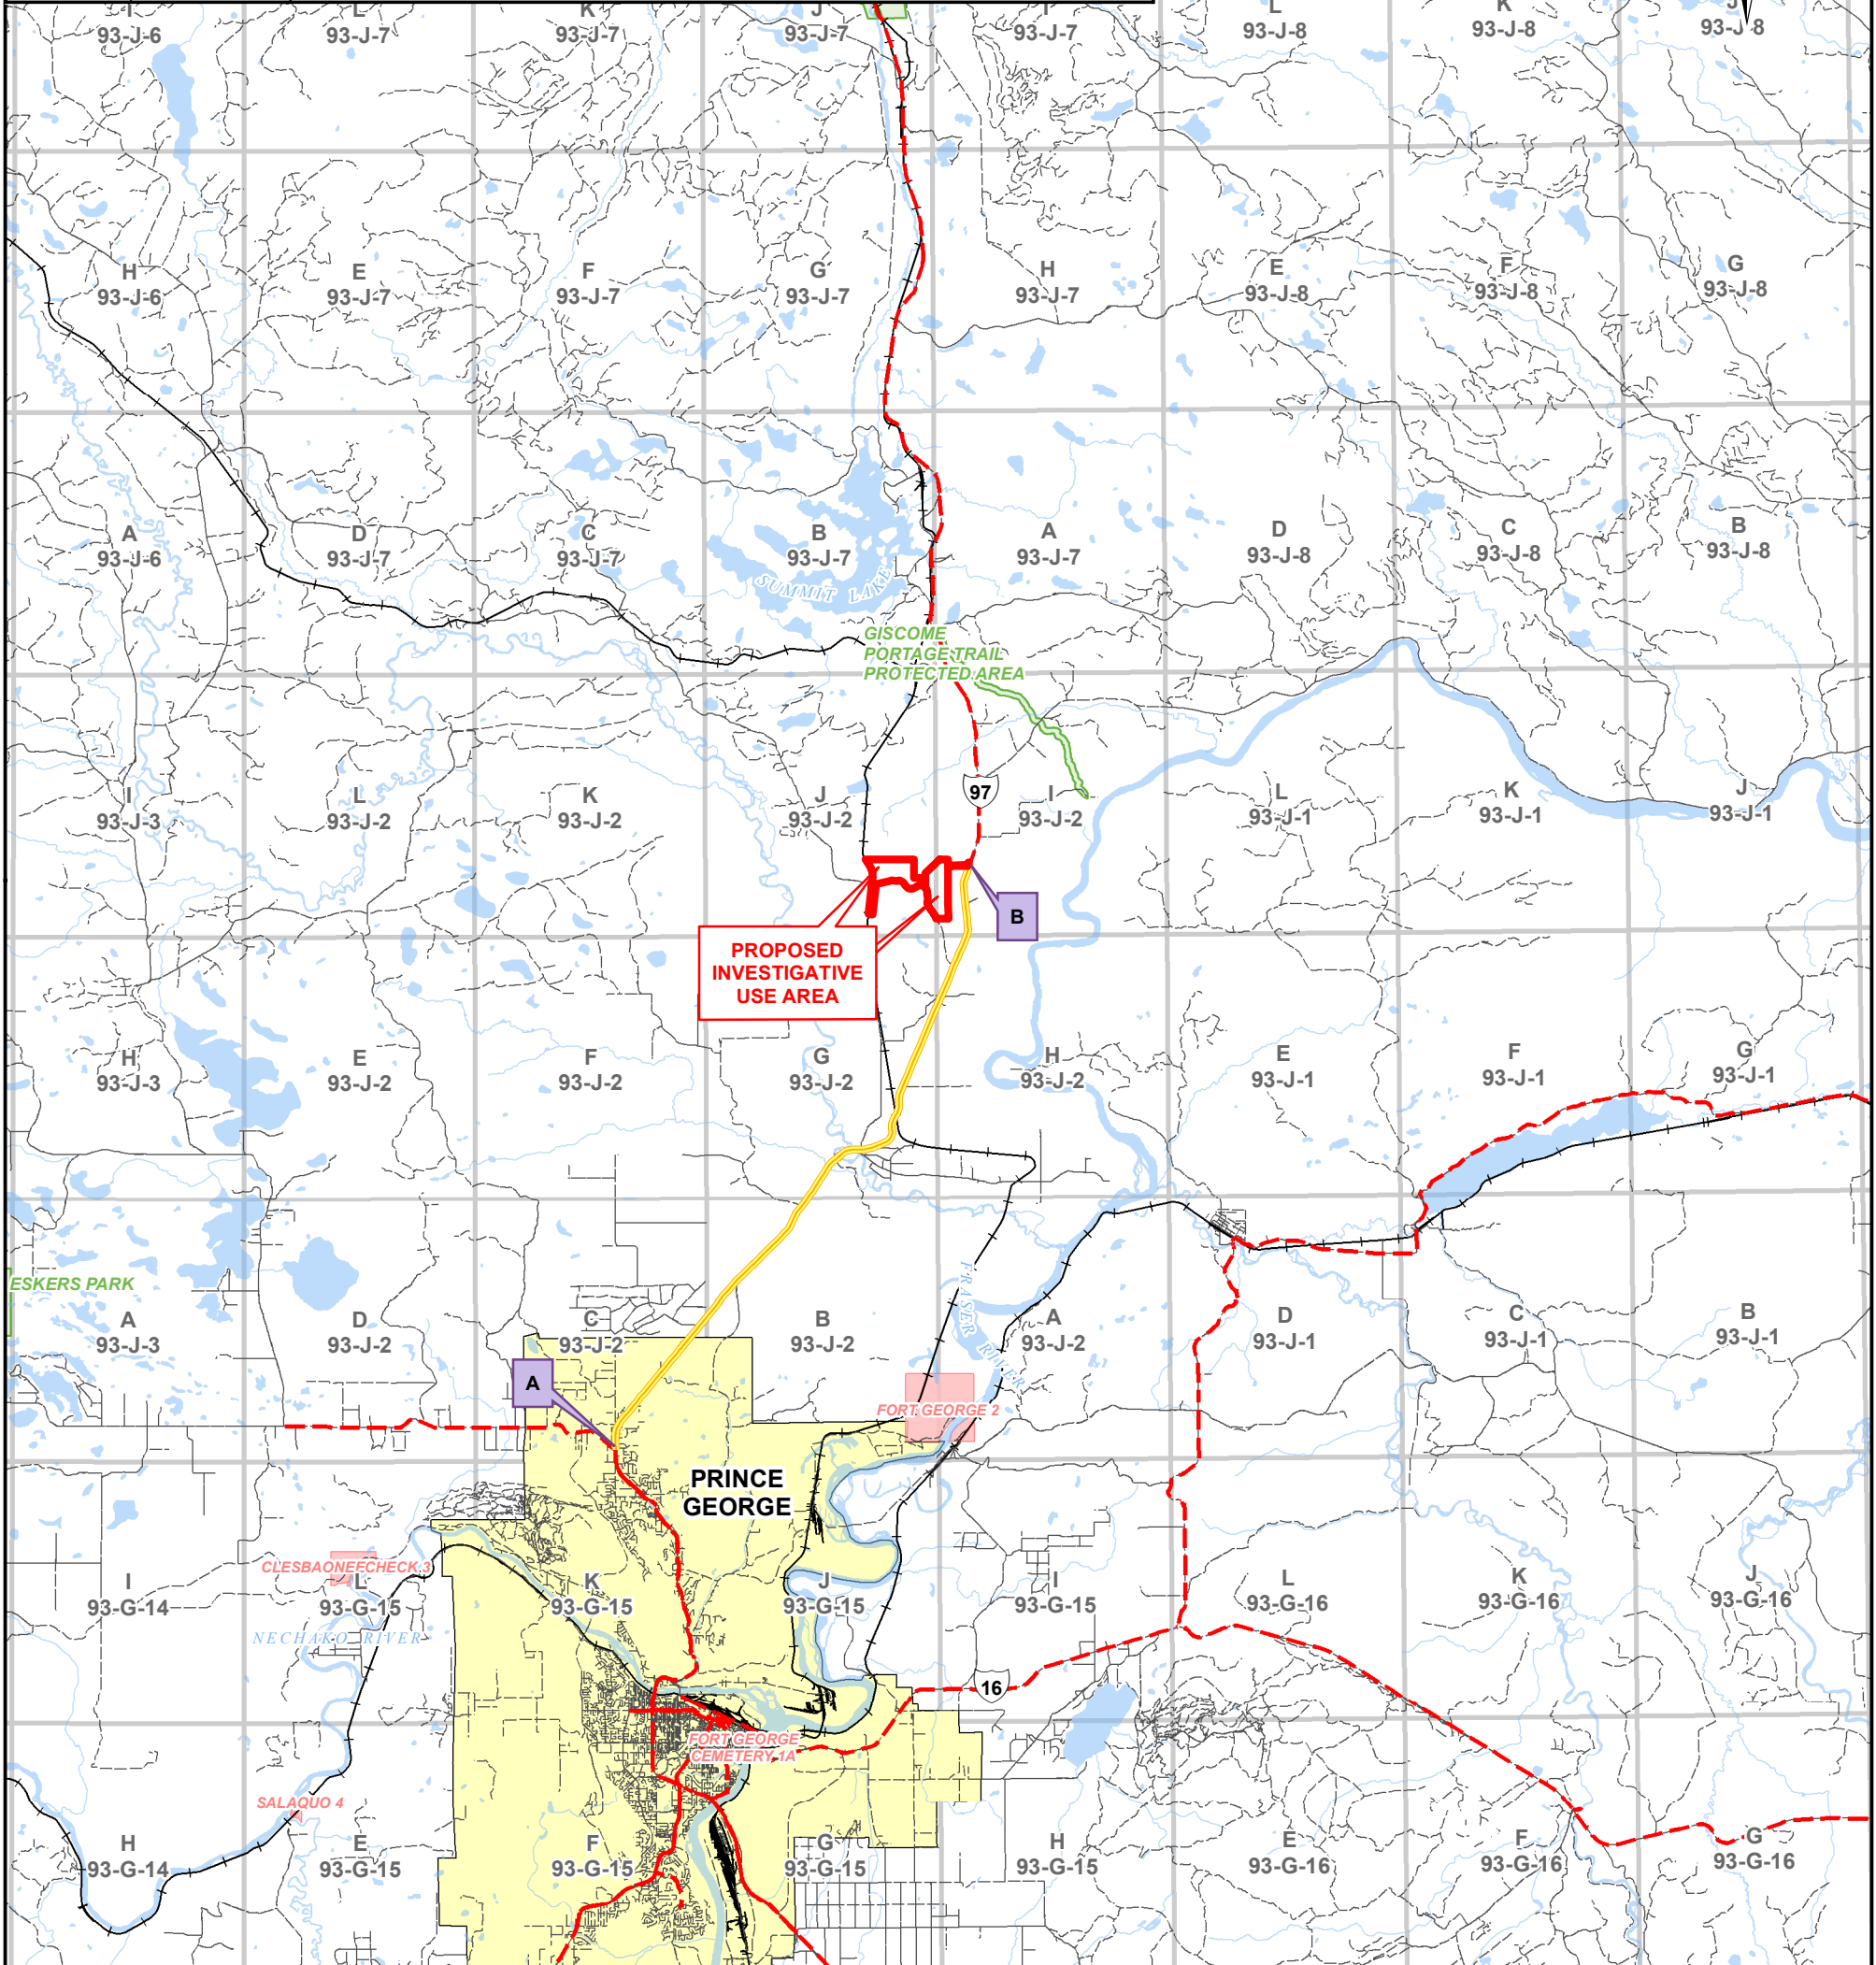 I
93-J-6
L
93-J-7
K
93-J-7
J
93-J-7
I
93-J-7
L
93-J-8
K
93-J-8
J
93-J-8
H
93-J-6
E
93-J-7
F
93-J-7
G
93-J-7
H
93-J-7
E
93-J-8
F
93-J-8
G
93-J-8
A
93-J-6
D
93-J-7
C
93-J-7
B
93-J-7
A
93-J-7
D
93-J-8
C
93-J-8
B
93-J-8
SUMMIT LAKE
GISCOME
PORTAGE TRAIL
PROTECTED AREA
I
93-J-3
L
93-J-2
K
93-J-2
J
93-J-2
97
I
93-J-2
L
93-J-1
K
93-J-1
J
93-J-1
B
PROPOSED
INVESTIGATIVE
USE AREA
H
93-J-3
E
93-J-2
F
93-J-2
G
93-J-2
H
93-J-2
E
93-J-1
F
93-J-1
G
93-J-1
ESKERS PARK
A
93-J-3
D
93-J-2
C
93-J-2
B
93-J-2
FRASER RIVER
A
93-J-2
D
93-J-1
C
93-J-1
B
93-J-1
A
FORT GEORGE 2
PRINCE
GEORGE
CLESBAONEECHECK 3
I
93-G-14
L
93-G-15
K
93-G-15
J
93-G-15
I
93-G-15
L
93-G-16
K
93-G-16
J
93-G-16
NECHAKO RIVER
16
FORT GEORGE
CEMETERY 1A
SALAQUO 4
H
93-G-14
E
93-G-15
F
93-G-15
G
93-G-15
H
93-G-15
E
93-G-16
F
93-G-16
G
93-G-16